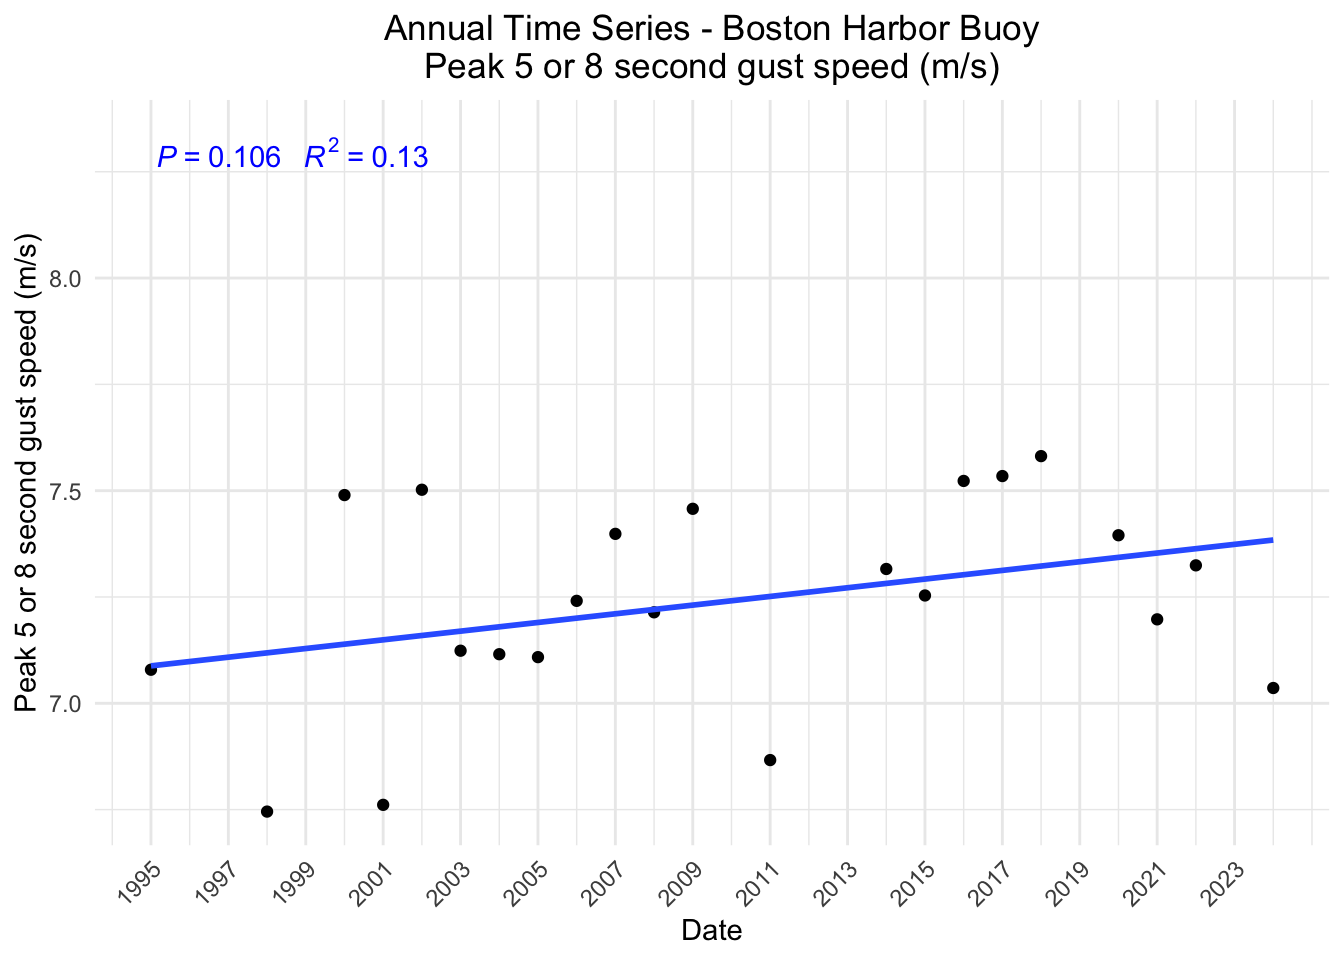 Annual Time Series - Boston Harbor Buoy
Peak 5 or 8 second gust speed (m/s)
P = 0.106 R² = 0.13
Peak 5 or 8 second gust speed (m/s)
8.0
7.5
7.0
1995 1997 1999 2001 2003 2005 2007 2009 2011 2013 2015 2017 2019 2021 2023
Date